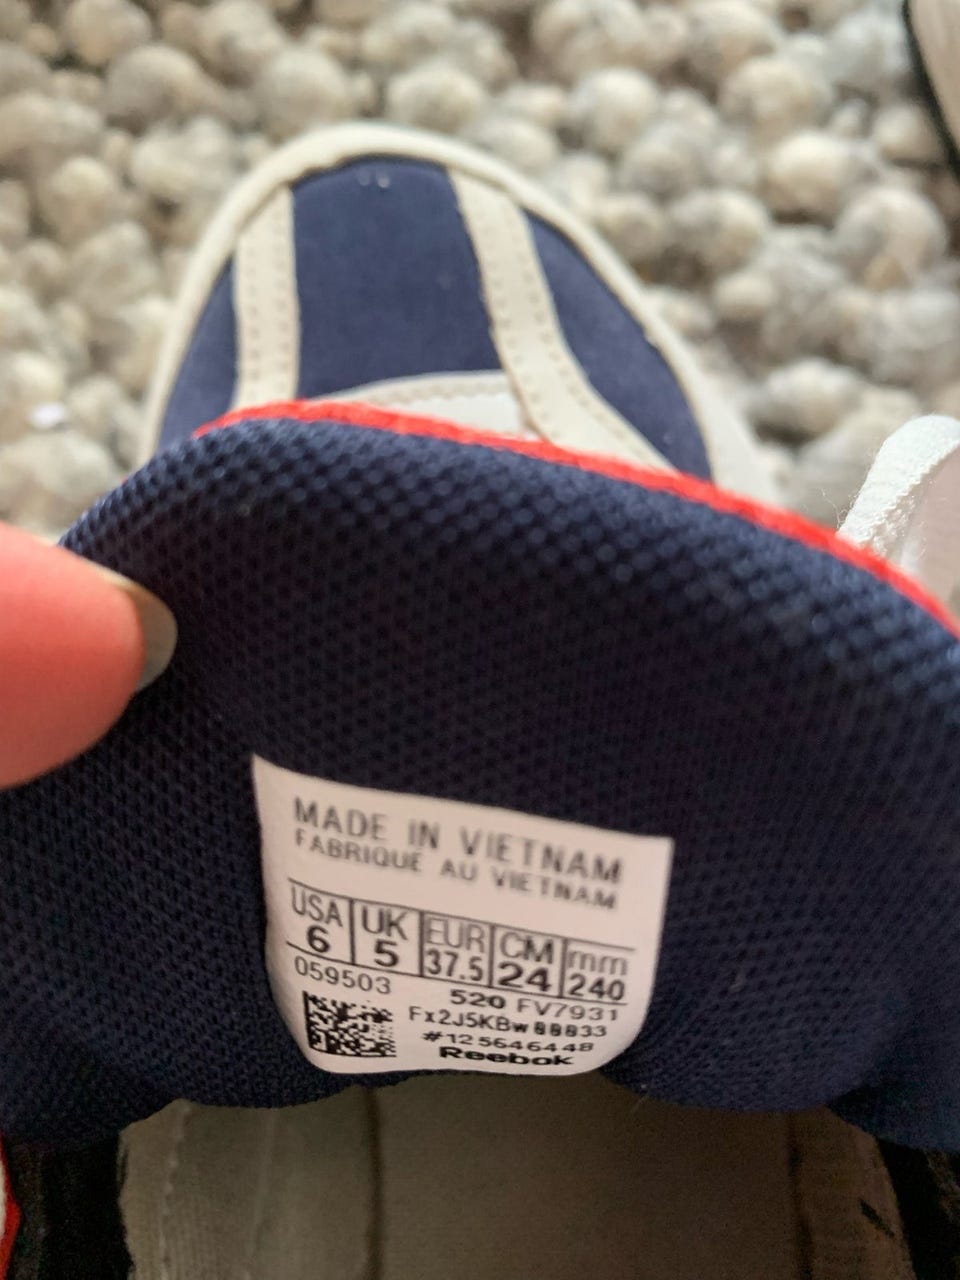 MADE IN VIETNAM
FABRIQUE AU VIETNAM
USA UK EUR CM mm
6 5 37.5 24 240
059503 520 FV7931
Fx2J5KBw00033
#125646448
Reebok